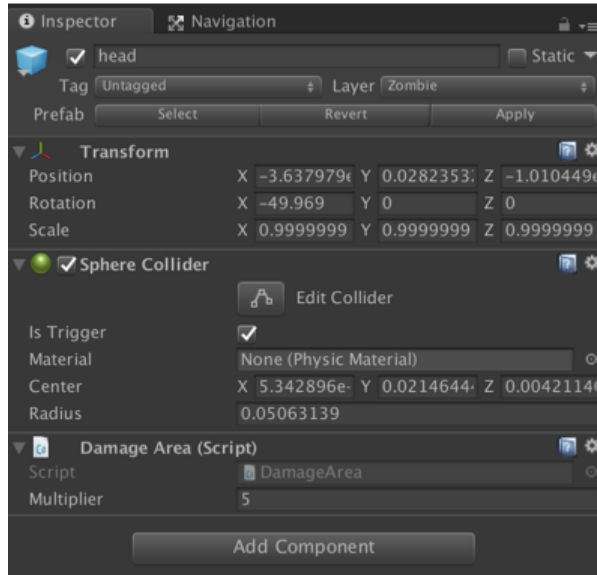 Inspector Navigation
head Static
Tag Untagged Layer Zombie
Prefab Select Revert Apply
Transform
Position X -3.637979e Y 0.0282353 Z -1.010449e
Rotation X -49.969 Y 0 Z 0
Scale X 0.9999999 Y 0.9999999 Z 0.9999999
Sphere Collider
Edit Collider
Is Trigger
Material None (Physic Material)
Center X 5.342896e- Y 0.0214644 Z 0.0042114
Radius 0.05063139
Damage Area (Script)
Script DamageArea
Multiplier 5
Add Component